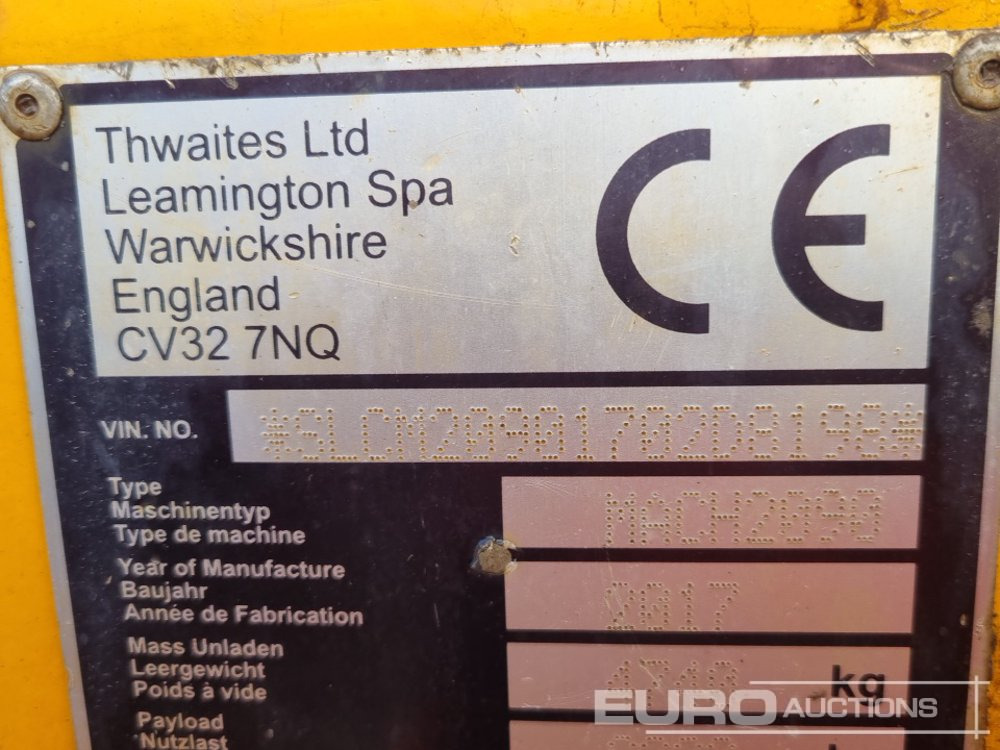 Thwaites Ltd
Leamington Spa
Warwickshire
England
CV32 7NQ
CE
VIN. NO. *SLCM20901702D8198*
Type
Maschinentyp
Type de machine
MACH2090
Year of Manufacture
Baujahr
Année de Fabrication
2017
Mass Unladen
Leergewicht
Poids à vide
kg
Payload
Nutzlast
EURO AUCTIONS